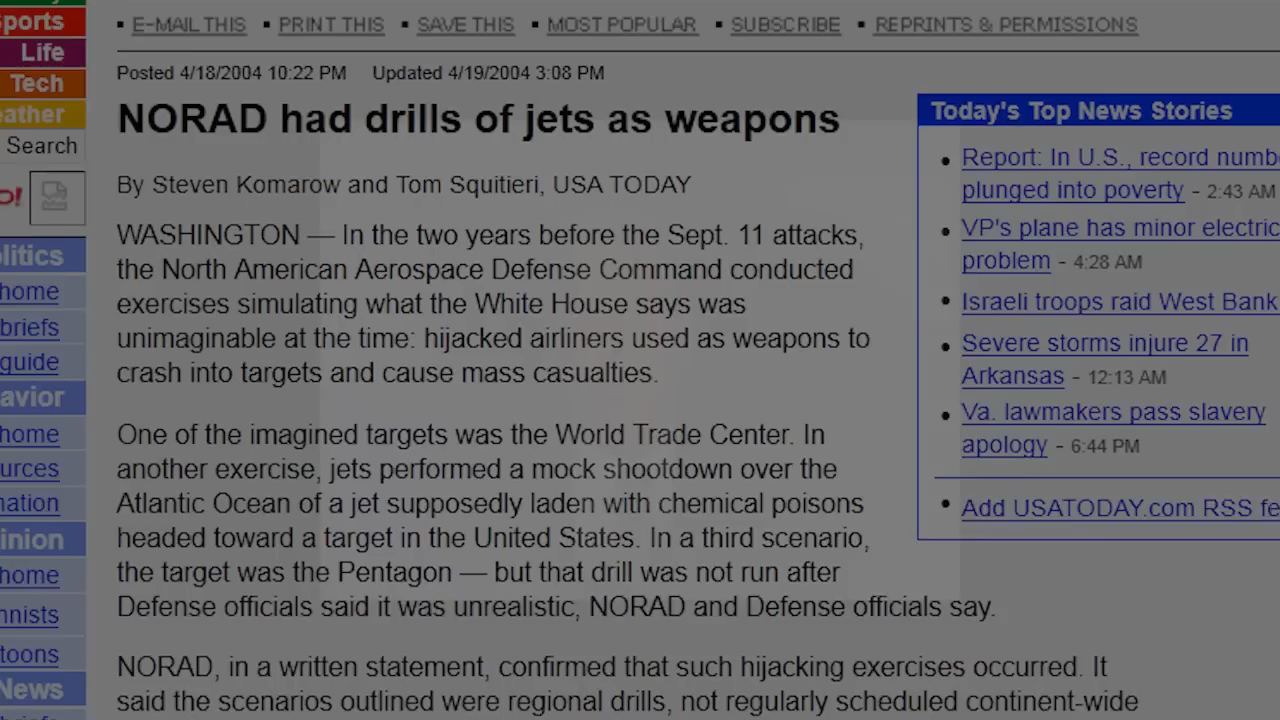 ports
Life
Tech
eather
Search
O!
litics
home
briefs
guide
avior
home
urces
nation
inion
home
nnists
toons
News
E-MAIL THIS ▪ PRINT THIS ▪ SAVE THIS ▪ MOST POPULAR ▪ SUBSCRIBE ▪ REPRINTS & PERMISSIONS
Posted 4/18/2004 10:22 PM Updated 4/19/2004 3:08 PM
NORAD had drills of jets as weapons
By Steven Komarow and Tom Squitieri, USA TODAY
WASHINGTON — In the two years before the Sept. 11 attacks,
the North American Aerospace Defense Command conducted
exercises simulating what the White House says was
unimaginable at the time: hijacked airliners used as weapons to
crash into targets and cause mass casualties.
One of the imagined targets was the World Trade Center. In
another exercise, jets performed a mock shootdown over the
Atlantic Ocean of a jet supposedly laden with chemical poisons
headed toward a target in the United States. In a third scenario,
the target was the Pentagon — but that drill was not run after
Defense officials said it was unrealistic, NORAD and Defense officials say.
NORAD, in a written statement, confirmed that such hijacking exercises occurred. It
said the scenarios outlined were regional drills, not regularly scheduled continent-wide
Today's Top News Stories
• Report: In U.S., record numb
plunged into poverty - 2:43 AM
• VP's plane has minor electric
problem - 4:28 AM
• Israeli troops raid West Bank
• Severe storms injure 27 in
Arkansas - 12:13 AM
• Va. lawmakers pass slavery
apology - 6:44 PM
• Add USATODAY.com RSS fe